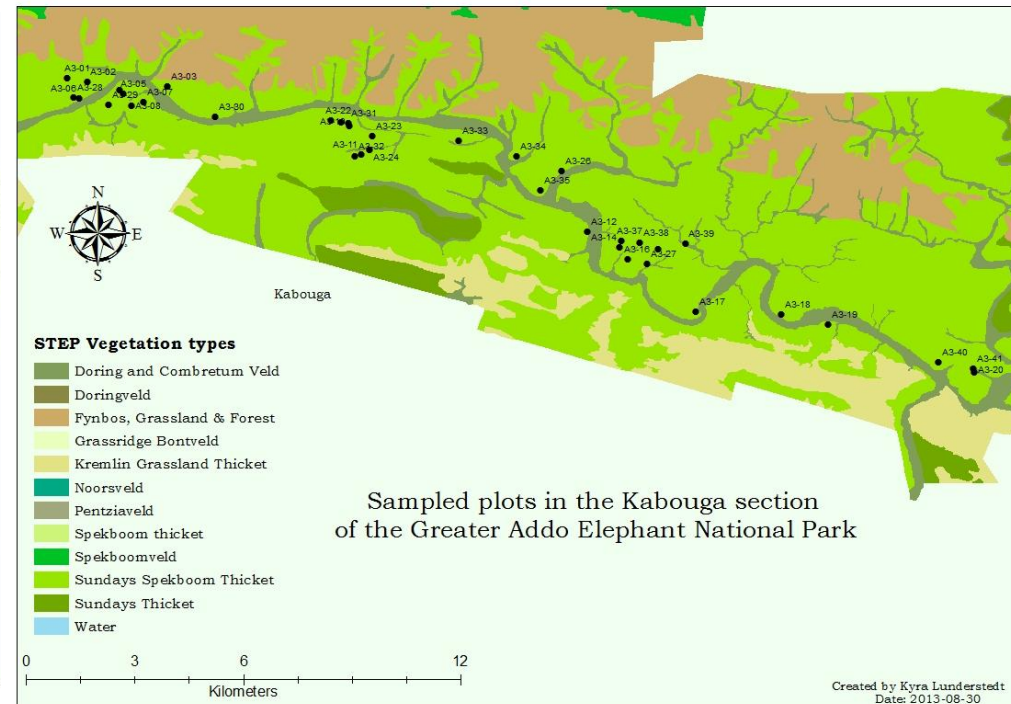 A3-01
A3-02
A3-03
A3-05
A3-06
A3-28
A3-07
A3-29
A3-08
A3-30
A3-22
A3-31
A3-23
A3-33
A3-11
A3-32
A3-24
A3-34
A3-26
A3-35
A3-12
A3-14
A3-37
A3-38
A3-39
A3-16
A3-27
A3-17
A3-18
A3-19
A3-40
A3-41
A3-20
N
W
E
S
Kabouga
STEP Vegetation types
Doring and Combretum Veld
Doringveld
Fynbos, Grassland & Forest
Grassridge Bontveld
Kremlin Grassland Thicket
Noorsveld
Pentziaveld
Spekboom thicket
Spekboomveld
Sundays Spekboom Thicket
Sundays Thicket
Water
Sampled plots in the Kabouga section
of the Greater Addo Elephant National Park
0 3 6 12
Kilometers
Created by Kyra Lunderstedt
Date: 2013-08-30